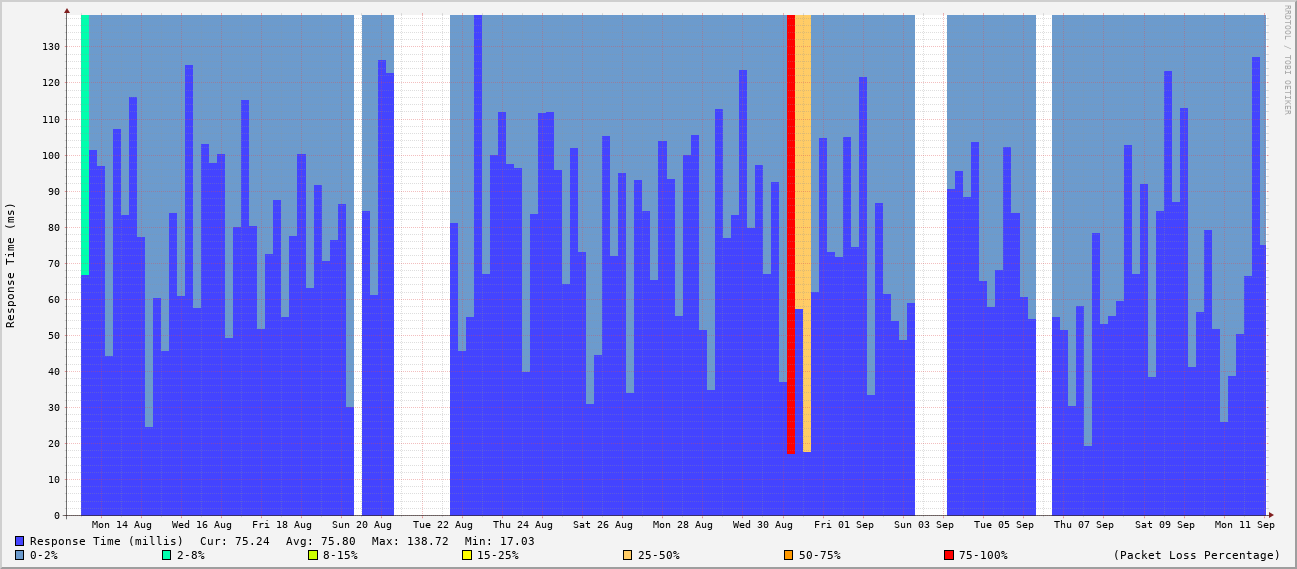 RRDTOOL / TOBI OETIKER
Response Time (ms)
130
120
110
100
90
80
70
60
50
40
30
20
10
0
Mon 14 Aug Wed 16 Aug Fri 18 Aug Sun 20 Aug Tue 22 Aug Thu 24 Aug Sat 26 Aug Mon 28 Aug Wed 30 Aug Fri 01 Sep Sun 03 Sep Tue 05 Sep Thu 07 Sep Sat 09 Sep Mon 11 Sep
Response Time (millis) Cur: 75.24 Avg: 75.80 Max: 138.72 Min: 17.03
0-2% 2-8% 8-15% 15-25% 25-50% 50-75% 75-100% (Packet Loss Percentage)